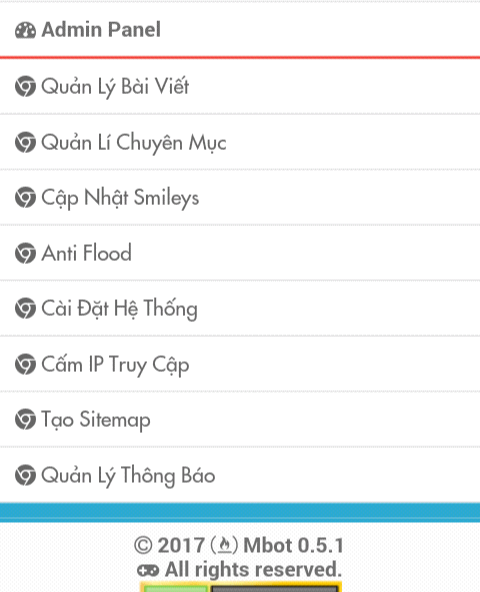 Admin Panel
Quản Lý Bài Viết
Quản Lí Chuyên Mục
Cập Nhật Smileys
Anti Flood
Cài Đặt Hệ Thống
Cấm IP Truy Cập
Tạo Sitemap
Quản Lý Thông Báo
© 2017 () Mbot 0.5.1
All rights reserved.